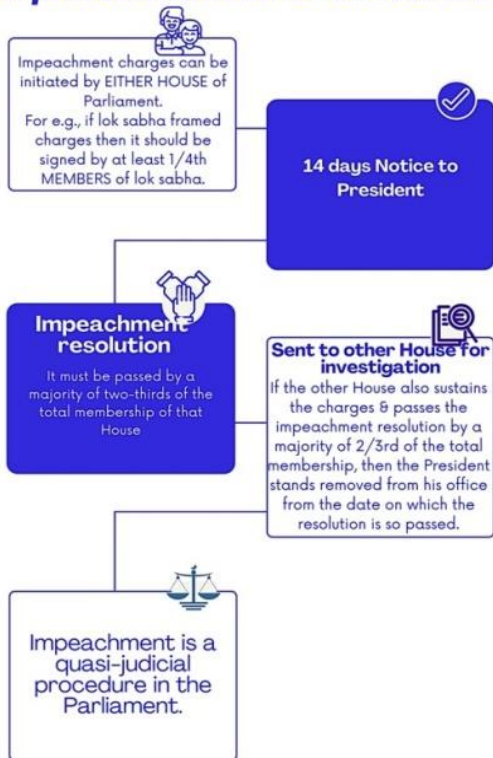 Impeachment charges can be
initiated by EITHER HOUSE of
Parliament.
For e.g., if lok sabha framed
charges then it should be
signed by at least 1/4th
MEMBERS of lok sabha.
14 days Notice to
President
Impeachment
resolution
It must be passed by a
majority of two-thirds of the
total membership of that
House
Sent to other House for
investigation
If the other House also sustains
the charges & passes the
impeachment resolution by a
majority of 2/3rd of the total
membership, then the President
stands removed from his office
from the date on which the
resolution is so passed.
Impeachment is a
quasi-judicial
procedure in the
Parliament.